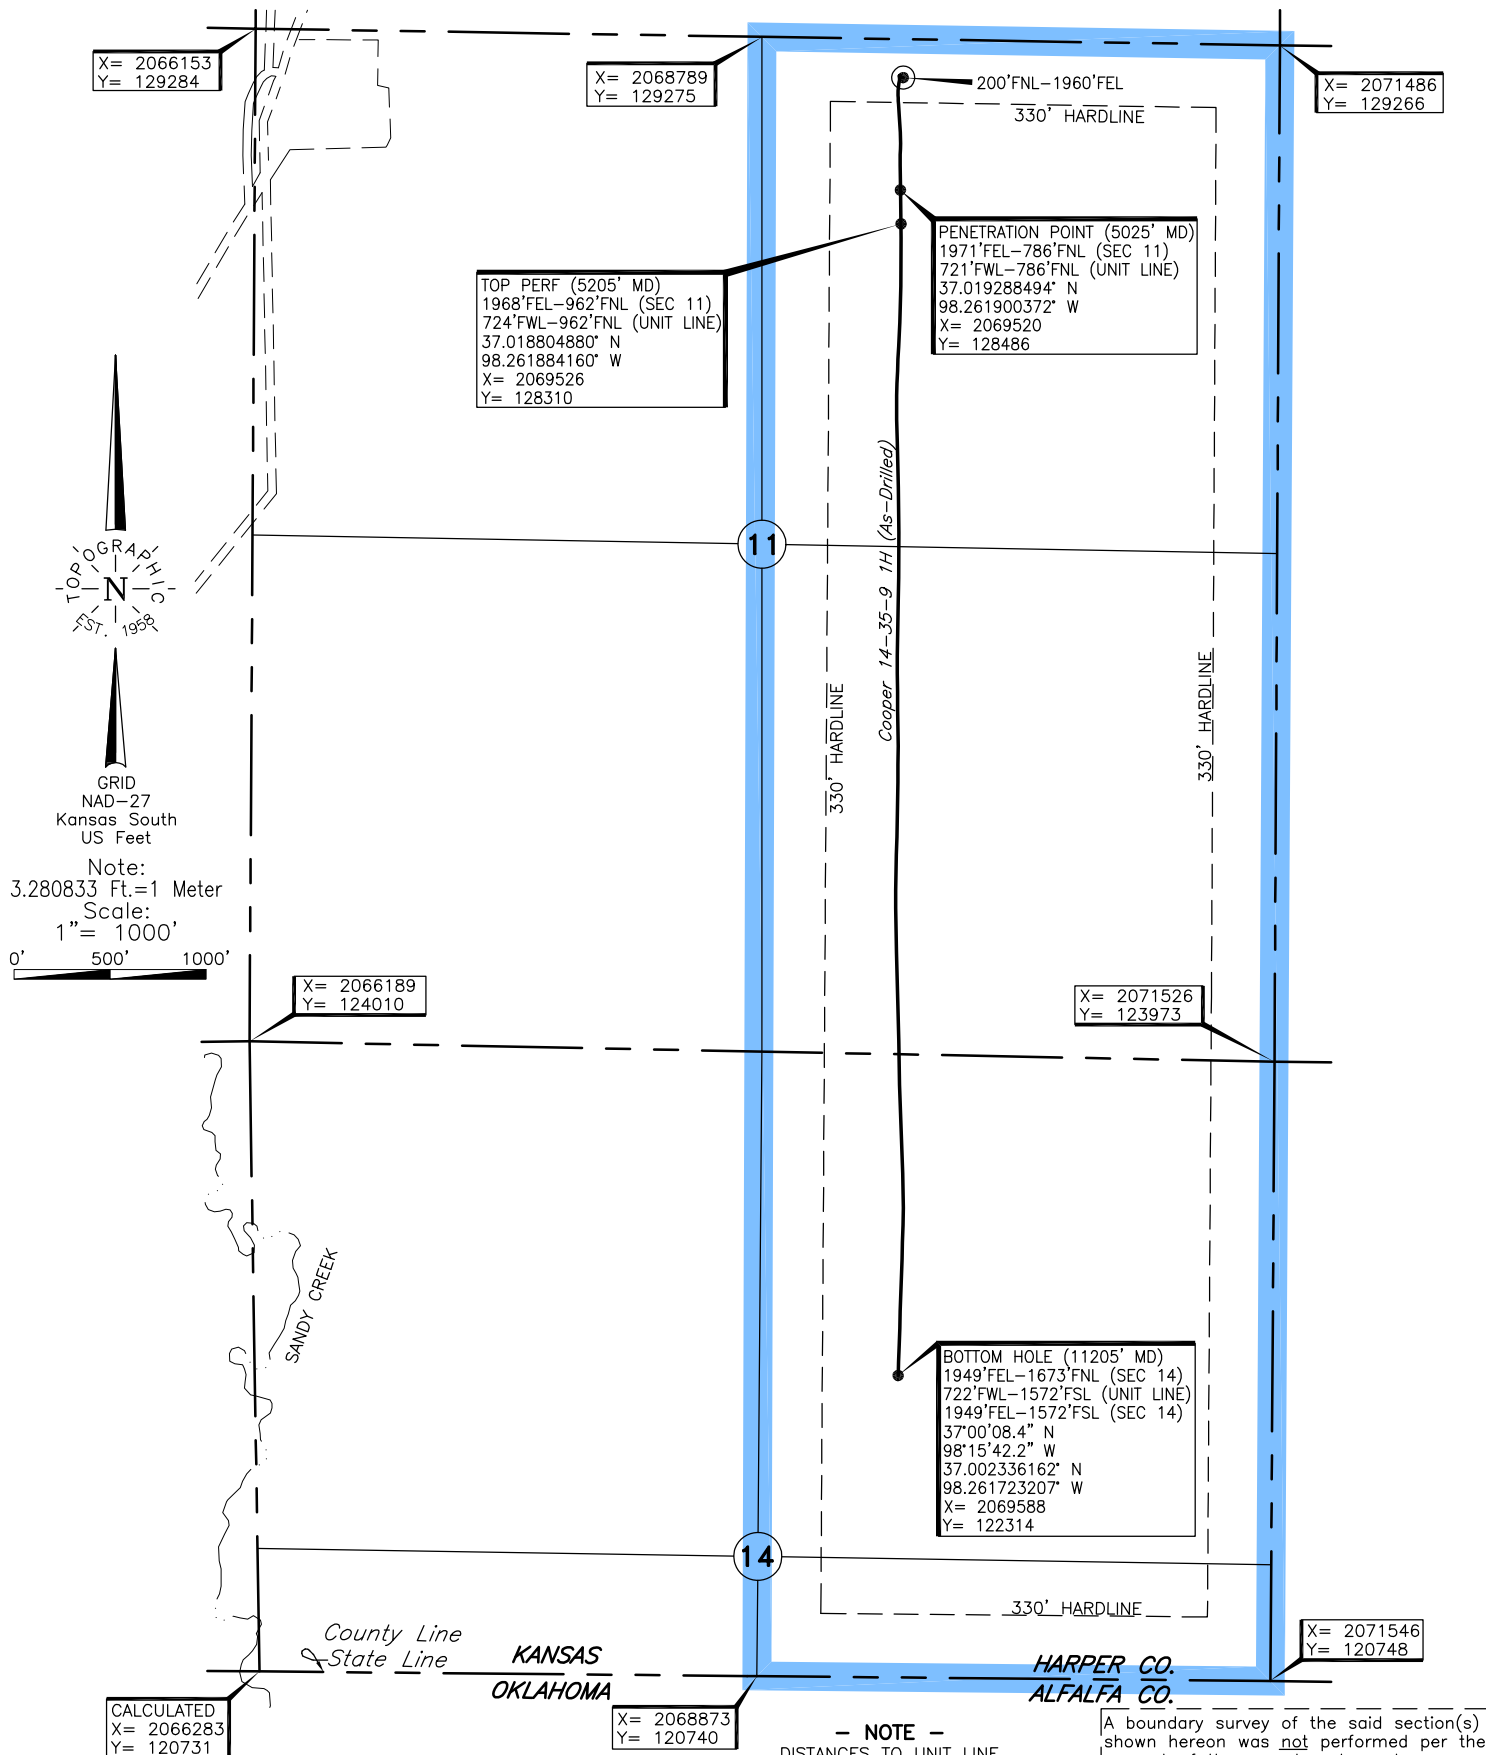 X= 2066153
Y= 129284
X= 2068789
Y= 129275
200'FNL-1960'FEL
X= 2071486
Y= 129266
330' HARDLINE
PENETRATION POINT (5025' MD)
1971'FEL-786'FNL (SEC 11)
721'FWL-786'FNL (UNIT LINE)
37.019288494° N
98.261900372° W
X= 2069520
Y= 128486
TOP PERF (5205' MD)
1968'FEL-962'FNL (SEC 11)
724'FWL-962'FNL (UNIT LINE)
37.018804880° N
98.261884160° W
X= 2069526
Y= 128310
Cooper 14-35-9 1H (As-Drilled)
11
TOPOGRAPHIC
N
EST. 1958
330' HARDLINE
330' HARDLINE
GRID
NAD-27
Kansas South
US Feet
Note:
3.280833 Ft.=1 Meter
Scale:
1"= 1000'
0' 500' 1000'
X= 2066189
Y= 124010
X= 2071526
Y= 123973
SANDY CREEK
BOTTOM HOLE (11205' MD)
1949'FEL-1673'FNL (SEC 14)
722'FWL-1572'FSL (UNIT LINE)
1949'FEL-1572'FSL (SEC 14)
37°00'08.4" N
98°15'42.2" W
37.002336162° N
98.261723207° W
X= 2069588
Y= 122314
14
330' HARDLINE
County Line
State Line
KANSAS
OKLAHOMA
HARPER CO.
ALFALFA CO.
X= 2071546
Y= 120748
CALCULATED
X= 2066283
Y= 120731
X= 2068873
Y= 120740
- NOTE -
DISTANCES TO UNIT LINE
A boundary survey of the said section(s)
shown hereon was not performed per the